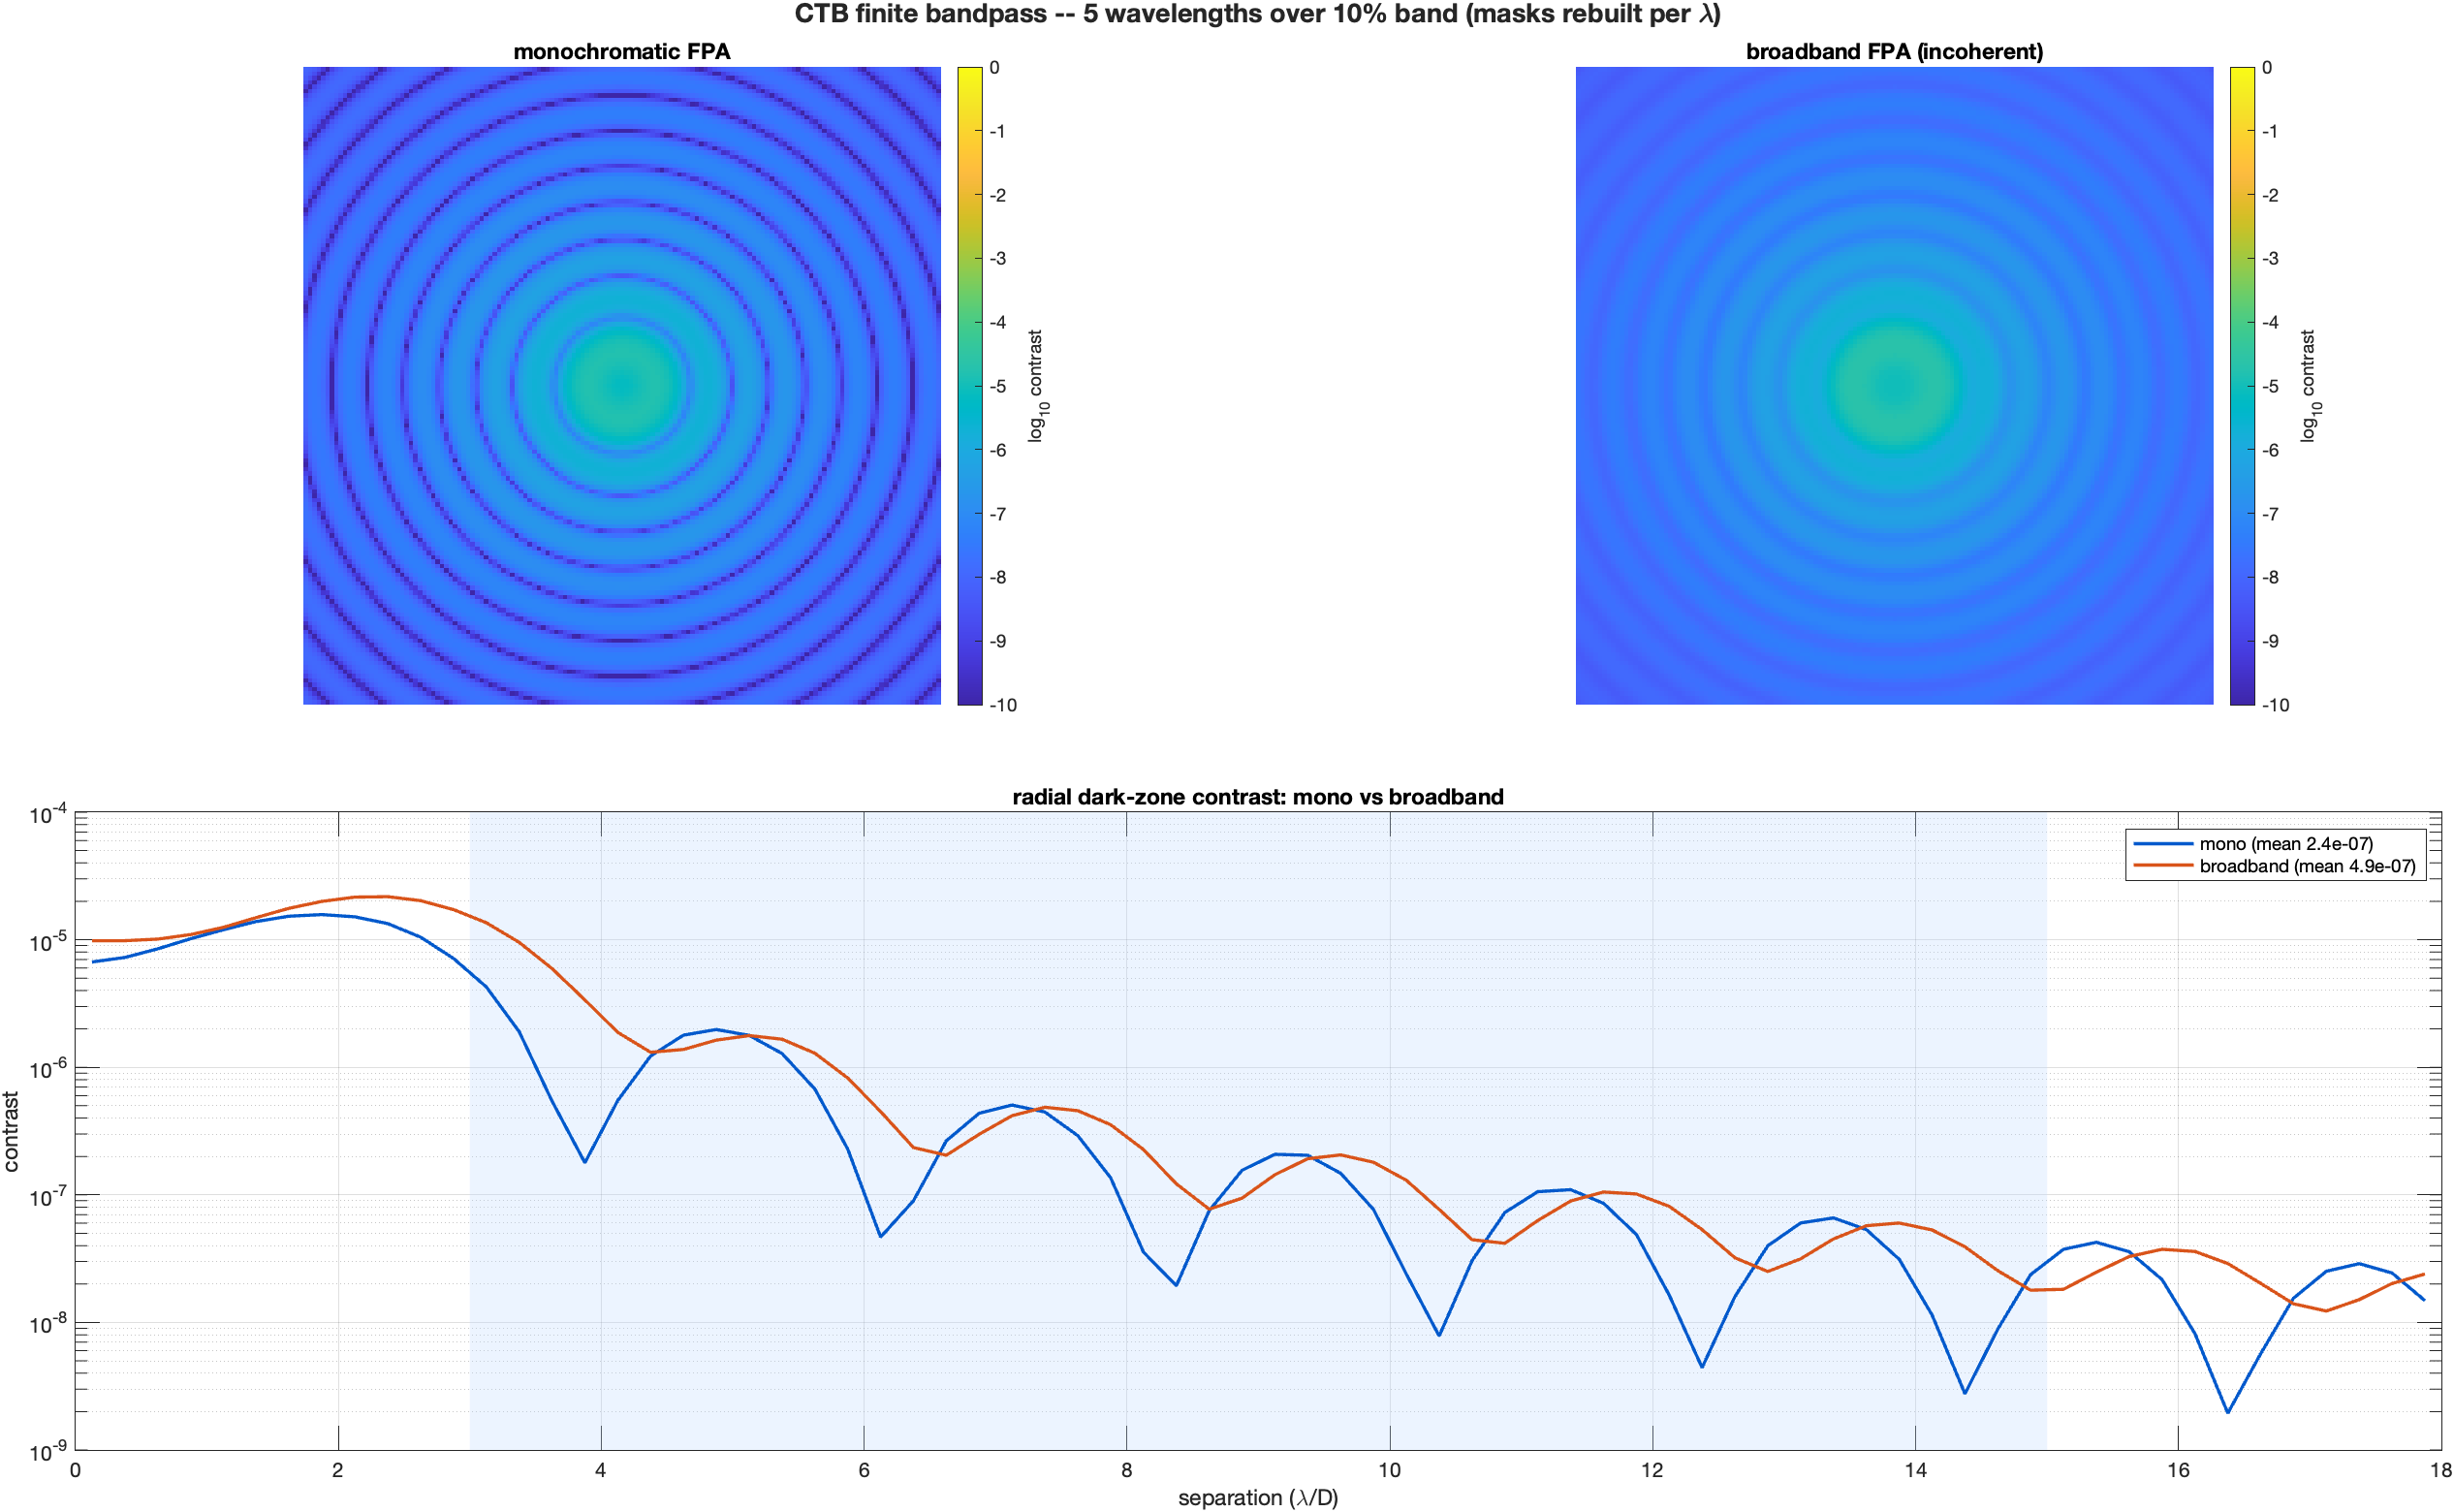 CTB finite bandpass -- 5 wavelengths over 10% band (masks rebuilt per λ)
monochromatic FPA
broadband FPA (incoherent)
0
-1
-2
-3
-4
-5
-6
-7
-8
-9
-10
log10 contrast
0
-1
-2
-3
-4
-5
-6
-7
-8
-9
-10
log10 contrast
radial dark-zone contrast: mono vs broadband
10-4
10-5
10-6
10-7
10-8
10-9
contrast
mono (mean 2.4e-07)
broadband (mean 4.9e-07)
0 2 4 6 8 10 12 14 16 18
separation (λ/D)